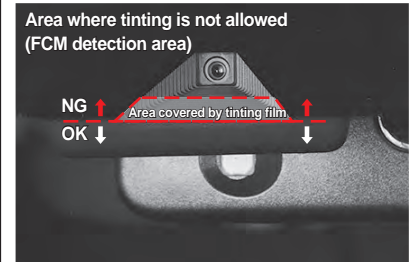 Area where tinting is not allowed
(FCM detection area)
NG
Area covered by tinting film
OK